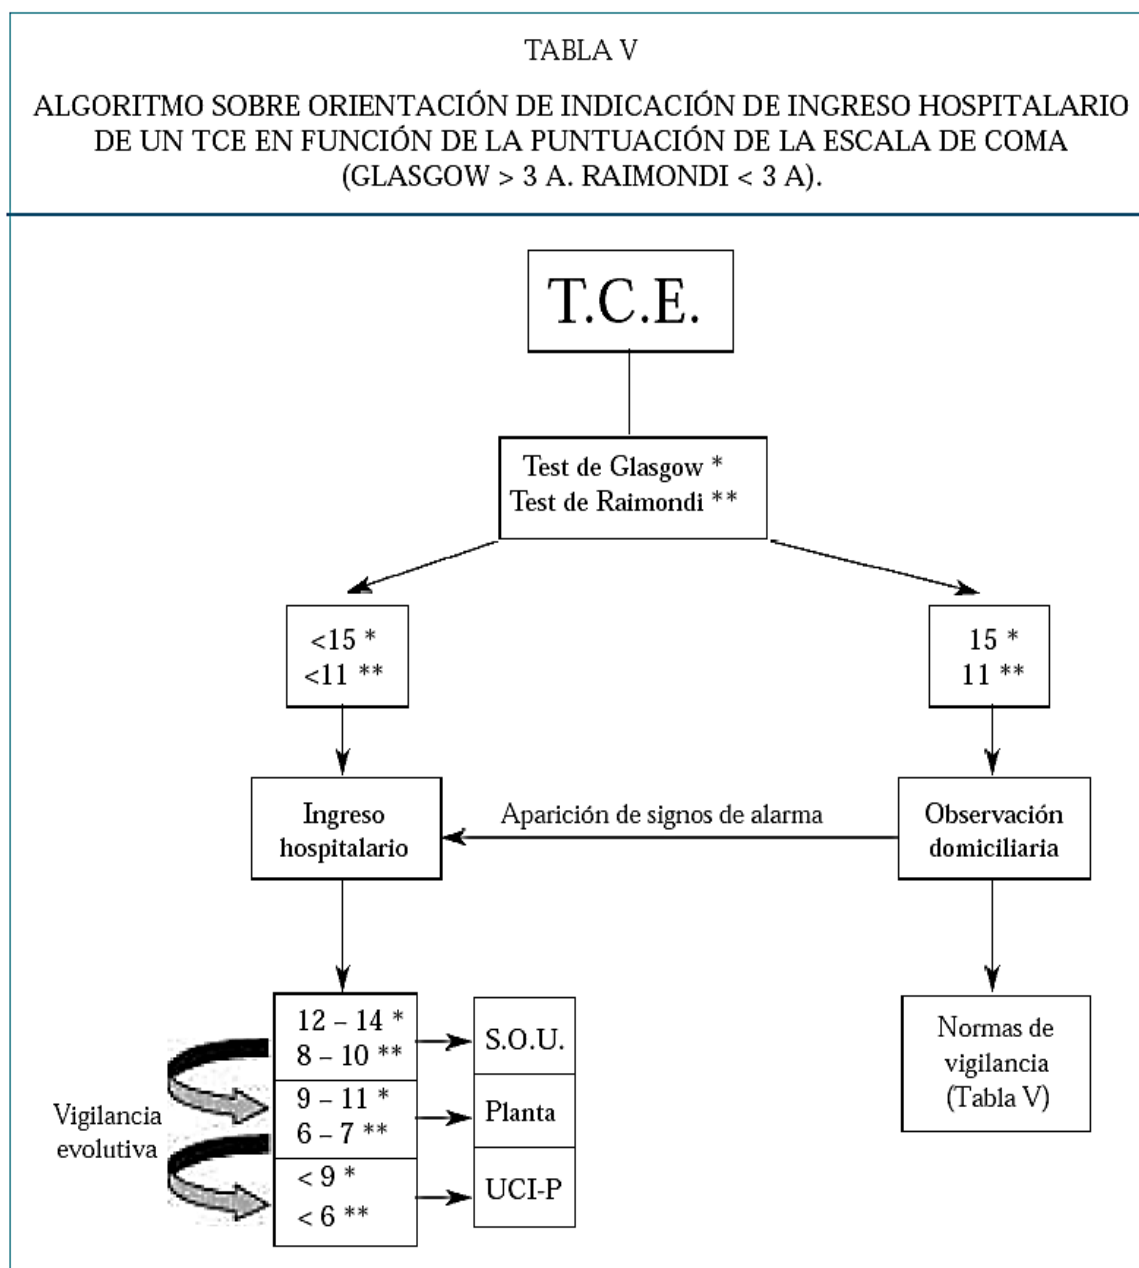 TABLA V
ALGORITMO SOBRE ORIENTACIÓN DE INDICACIÓN DE INGRESO HOSPITALARIO
DE UN TCE EN FUNCIÓN DE LA PUNTUACIÓN DE LA ESCALA DE COMA
(GLASGOW > 3 A. RAIMONDI < 3 A).
T.C.E.
Test de Glasgow *
Test de Raimondi **
<15 *
<11 **
15 *
11 **
Ingreso
hospitalario
Aparición de signos de alarma
Observación
domiciliaria
Vigilancia
evolutiva
12 – 14 *
8 – 10 **
S.O.U.
9 – 11 *
6 – 7 **
Planta
< 9 *
< 6 **
UCI-P
Normas de
vigilancia
(Tabla V)